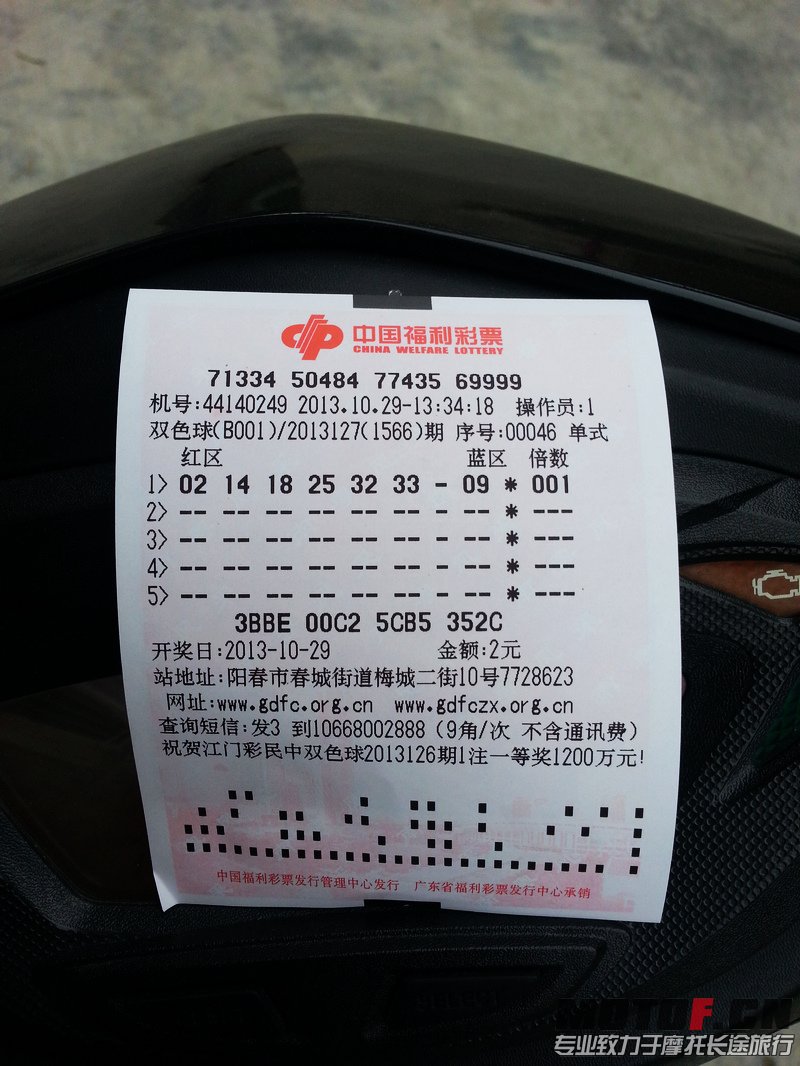 中国福利彩票
CHINA WELFARE LOTTERY
71334 50484 77435 69999
机号:44140249 2013.10.29-13:34:18 操作员:1
双色球(B001)/2013127(1566)期 序号:00046 单式
红区 蓝区 倍数
1> 02 14 18 25 32 33 - 09 * 001
2> -- -- -- -- -- -- - -- * ---
3> -- -- -- -- -- -- - -- * ---
4> -- -- -- -- -- -- - -- * ---
5> -- -- -- -- -- -- - -- * ---
3BBE 00C2 5CB5 352C
开奖日:2013-10-29 金额:2元
站地址:阳春市春城街道梅城二街10号7728623
网址:www.gdfc.org.cn www.gdfczx.org.cn
查询短信:发3 到10668002888(9角/次 不含通讯费)
祝贺江门彩民中双色球2013126期1注一等奖1200万元!
中国福利彩票发行管理中心发行 广东省福利彩票发行中心承销
MOTOF.CN
专业致力于摩托长途旅行